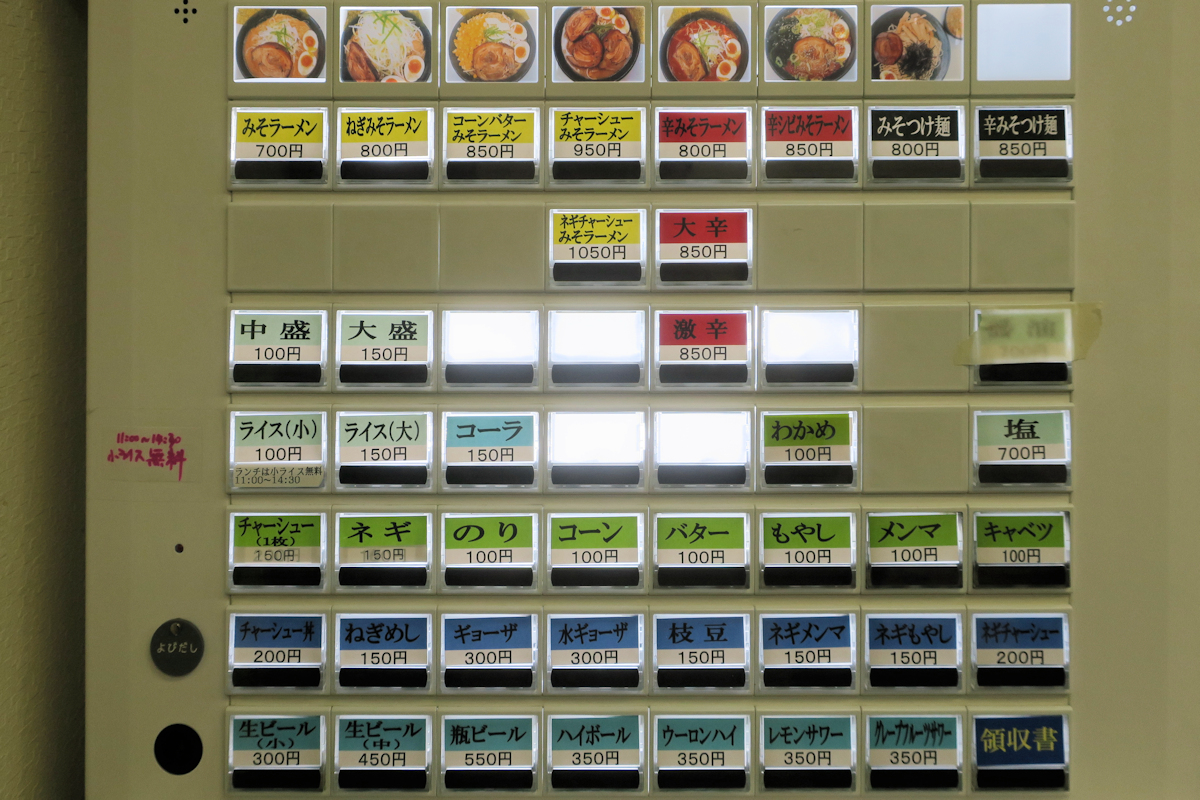 みそラーメン
700円
ねぎみそラーメン
800円
コーンバター
みそラーメン
850円
チャーシュー
みそラーメン
950円
辛みそラーメン
800円
辛シビみそラーメン
850円
みそつけ麺
800円
辛みそつけ麺
850円
ネギチャーシュー
みそラーメン
1050円
大辛
850円
中盛
100円
大盛
150円
激辛
850円
11:00〜14:30
小ライス無料
ライス(小)
100円
ランチは小ライス無料
11:00~14:30
ライス(大)
150円
コーラ
150円
わかめ
100円
塩
700円
チャーシュー
(1枚)
150円
ネギ
150円
のり
100円
コーン
100円
バター
100円
もやし
100円
メンマ
100円
キャベツ
100円
よびだし
チャーシュー丼
200円
ねぎめし
150円
ギョーザ
300円
水ギョーザ
300円
枝豆
150円
ネギメンマ
150円
ネギもやし
150円
ネギチャーシュー
200円
生ビール
(小)
300円
生ビール
(中)
450円
瓶ビール
550円
ハイボール
350円
ウーロンハイ
350円
レモンサワー
350円
グレープフルーツサワー
350円
領収書